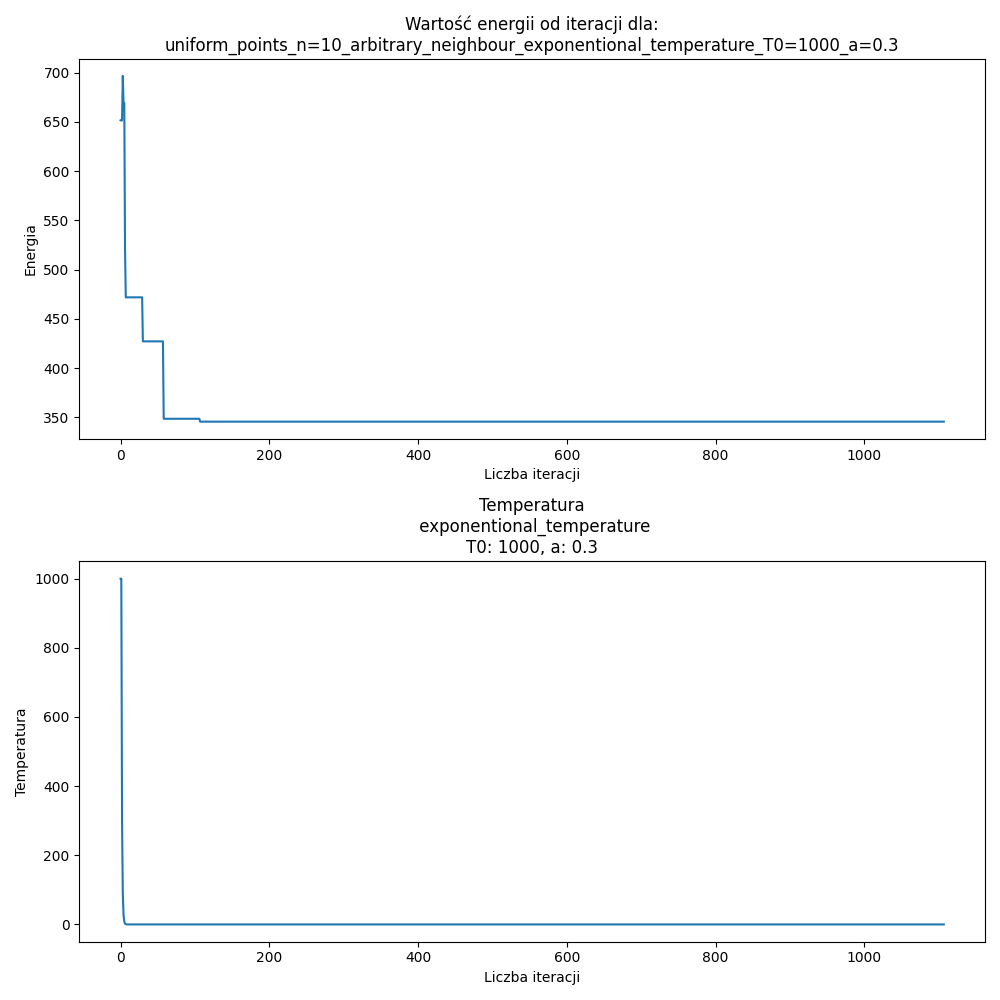 Wartość energii od iteracji dla:
uniform_points_n=10_arbitrary_neighbour_exponentional_temperature_T0=1000_a=0.3
700
650
600
550
500
450
400
350
Energia
0 200 400 600 800 1000
Liczba iteracji
Temperatura
exponentional_temperature
T0: 1000, a: 0.3
1000
800
600
400
200
0
Temperatura
0 200 400 600 800 1000
Liczba iteracji